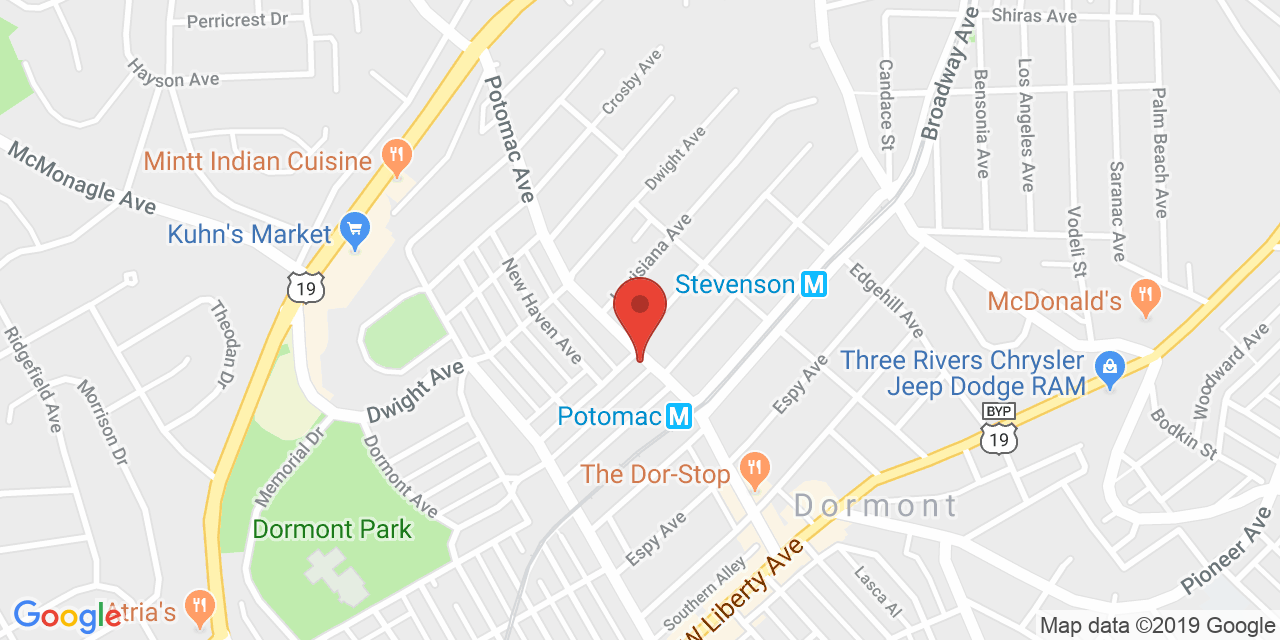 Perricrest Dr
Shiras Ave
Hayson Ave
Crosby Ave
Potomac Ave
Candace St
Broadway Ave
Bensonia Ave
Los Angeles Ave
Palm Beach Ave
McMonagle Ave
Mintt Indian Cuisine
Dwight Ave
Saranac Ave
Kuhn's Market
Vodeli St
19
New Haven Ave
Stevenson M
Edgehill Ave
McDonald's
Theodan Dr
Ridgefield Ave
Morrison Dr
Dwight Ave
Espy Ave
Three Rivers Chrysler
Jeep Dodge RAM
Woodward Ave
BYP
19
Potomac M
Bodkin St
Memorial Dr
Dormont Ave
The Dor-Stop
Dormont
Dormont Park
Espy Ave
Southern Alley
W Liberty Ave
Lasca Al
Pioneer Ave
Atria's
Google
Map data ©2019 Google